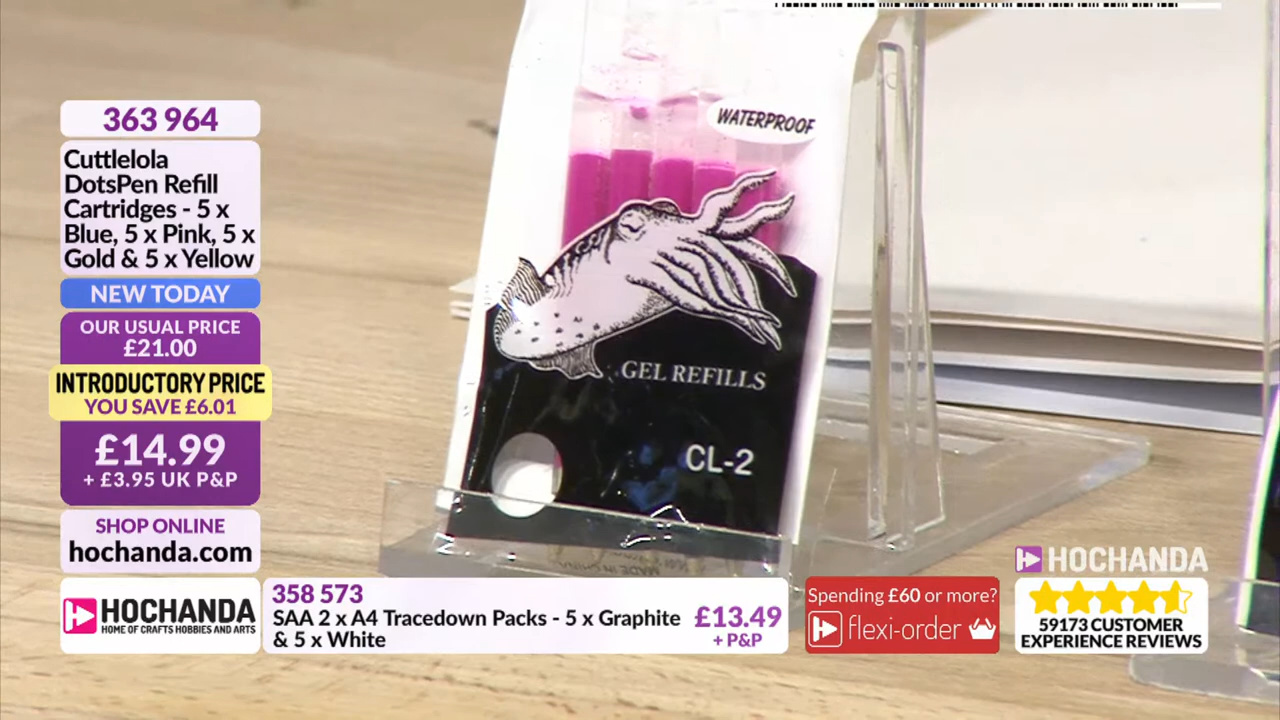 363 964
Cuttlelola
DotsPen Refill
Cartridges - 5 x
Blue, 5 x Pink, 5 x
Gold & 5 x Yellow
NEW TODAY
OUR USUAL PRICE
£21.00
INTRODUCTORY PRICE
YOU SAVE £6.01
£14.99
+ £3.95 UK P&P
SHOP ONLINE
hochanda.com
WATERPROOF
GEL REFILLS
CL-2
HOCHANDA
HOME OF CRAFTS HOBBIES AND ARTS
358 573
SAA 2 x A4 Tracedown Packs - 5 x Graphite
& 5 x White
£13.49
+ P&P
Spending £60 or more?
flexi-order
HOCHANDA
59173 CUSTOMER
EXPERIENCE REVIEWS